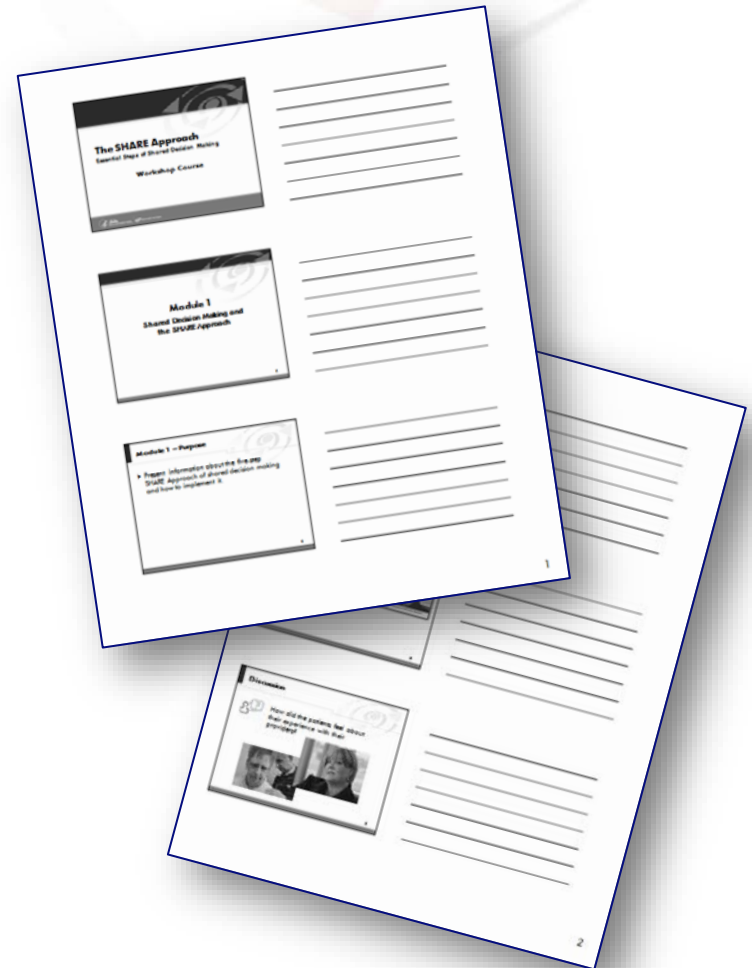 The SHARE Approach
Essential Steps of Shared Decision Making
Workshop Course
Module 1
Shared Decision Making and
the SHARE Approach
Module 1 – Purpose
Present information about the five-step
SHARE Approach of shared decision making
and how to implement it.
1
Discussion
How did the patients feel about
their experience with their
2